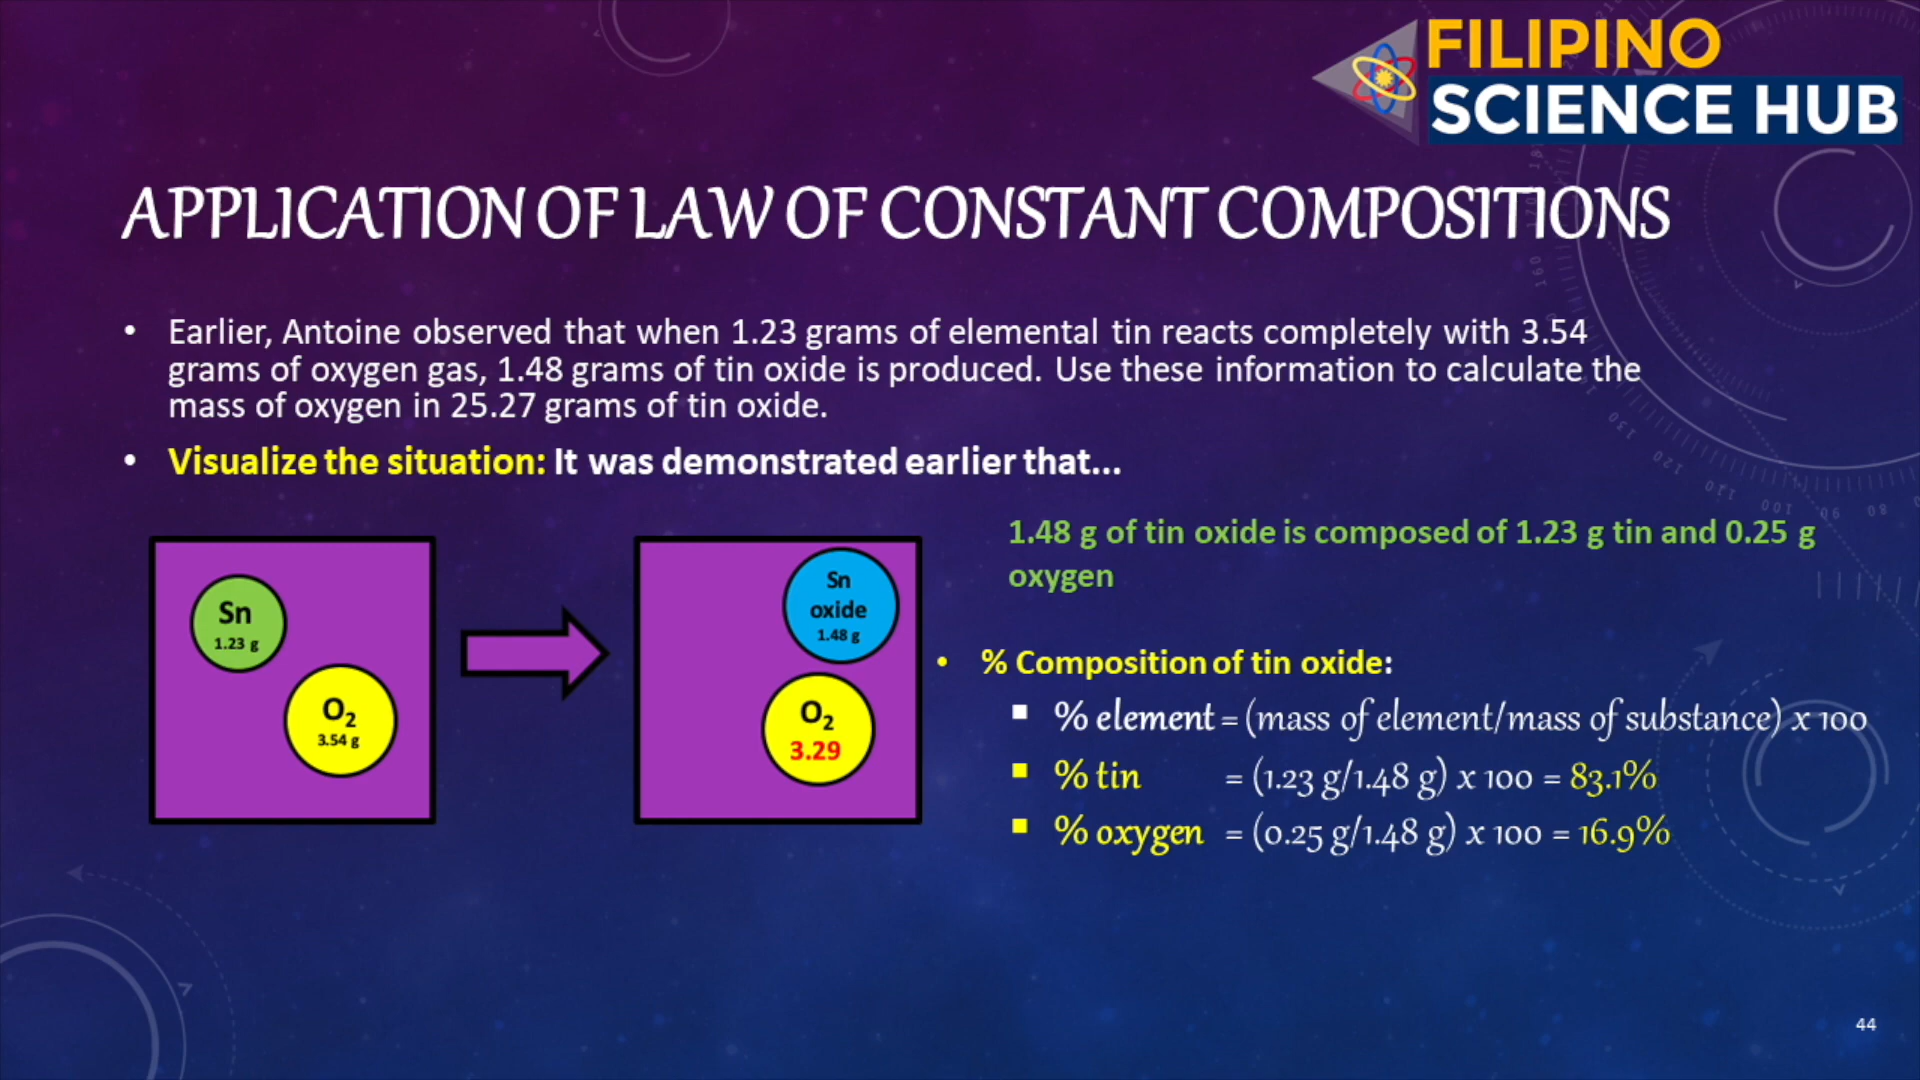 FILIPINO
SCIENCE HUB
APPLICATION OF LAW OF CONSTANT COMPOSITIONS
• Earlier, Antoine observed that when 1.23 grams of elemental tin reacts completely with 3.54
grams of oxygen gas, 1.48 grams of tin oxide is produced. Use these information to calculate the
mass of oxygen in 25.27 grams of tin oxide.
• Visualize the situation: It was demonstrated earlier that...
Sn
1.23 g
O₂
3.54 g
Sn
oxide
1.48 g
O₂
3.29
1.48 g of tin oxide is composed of 1.23 g tin and 0.25 g
oxygen
• % Composition of tin oxide:
▪ % element = (mass of element/mass of substance) x 100
▪ % tin = (1.23 g/1.48 g) x 100 = 83.1%
▪ % oxygen = (0.25 g/1.48 g) x 100 = 16.9%
44